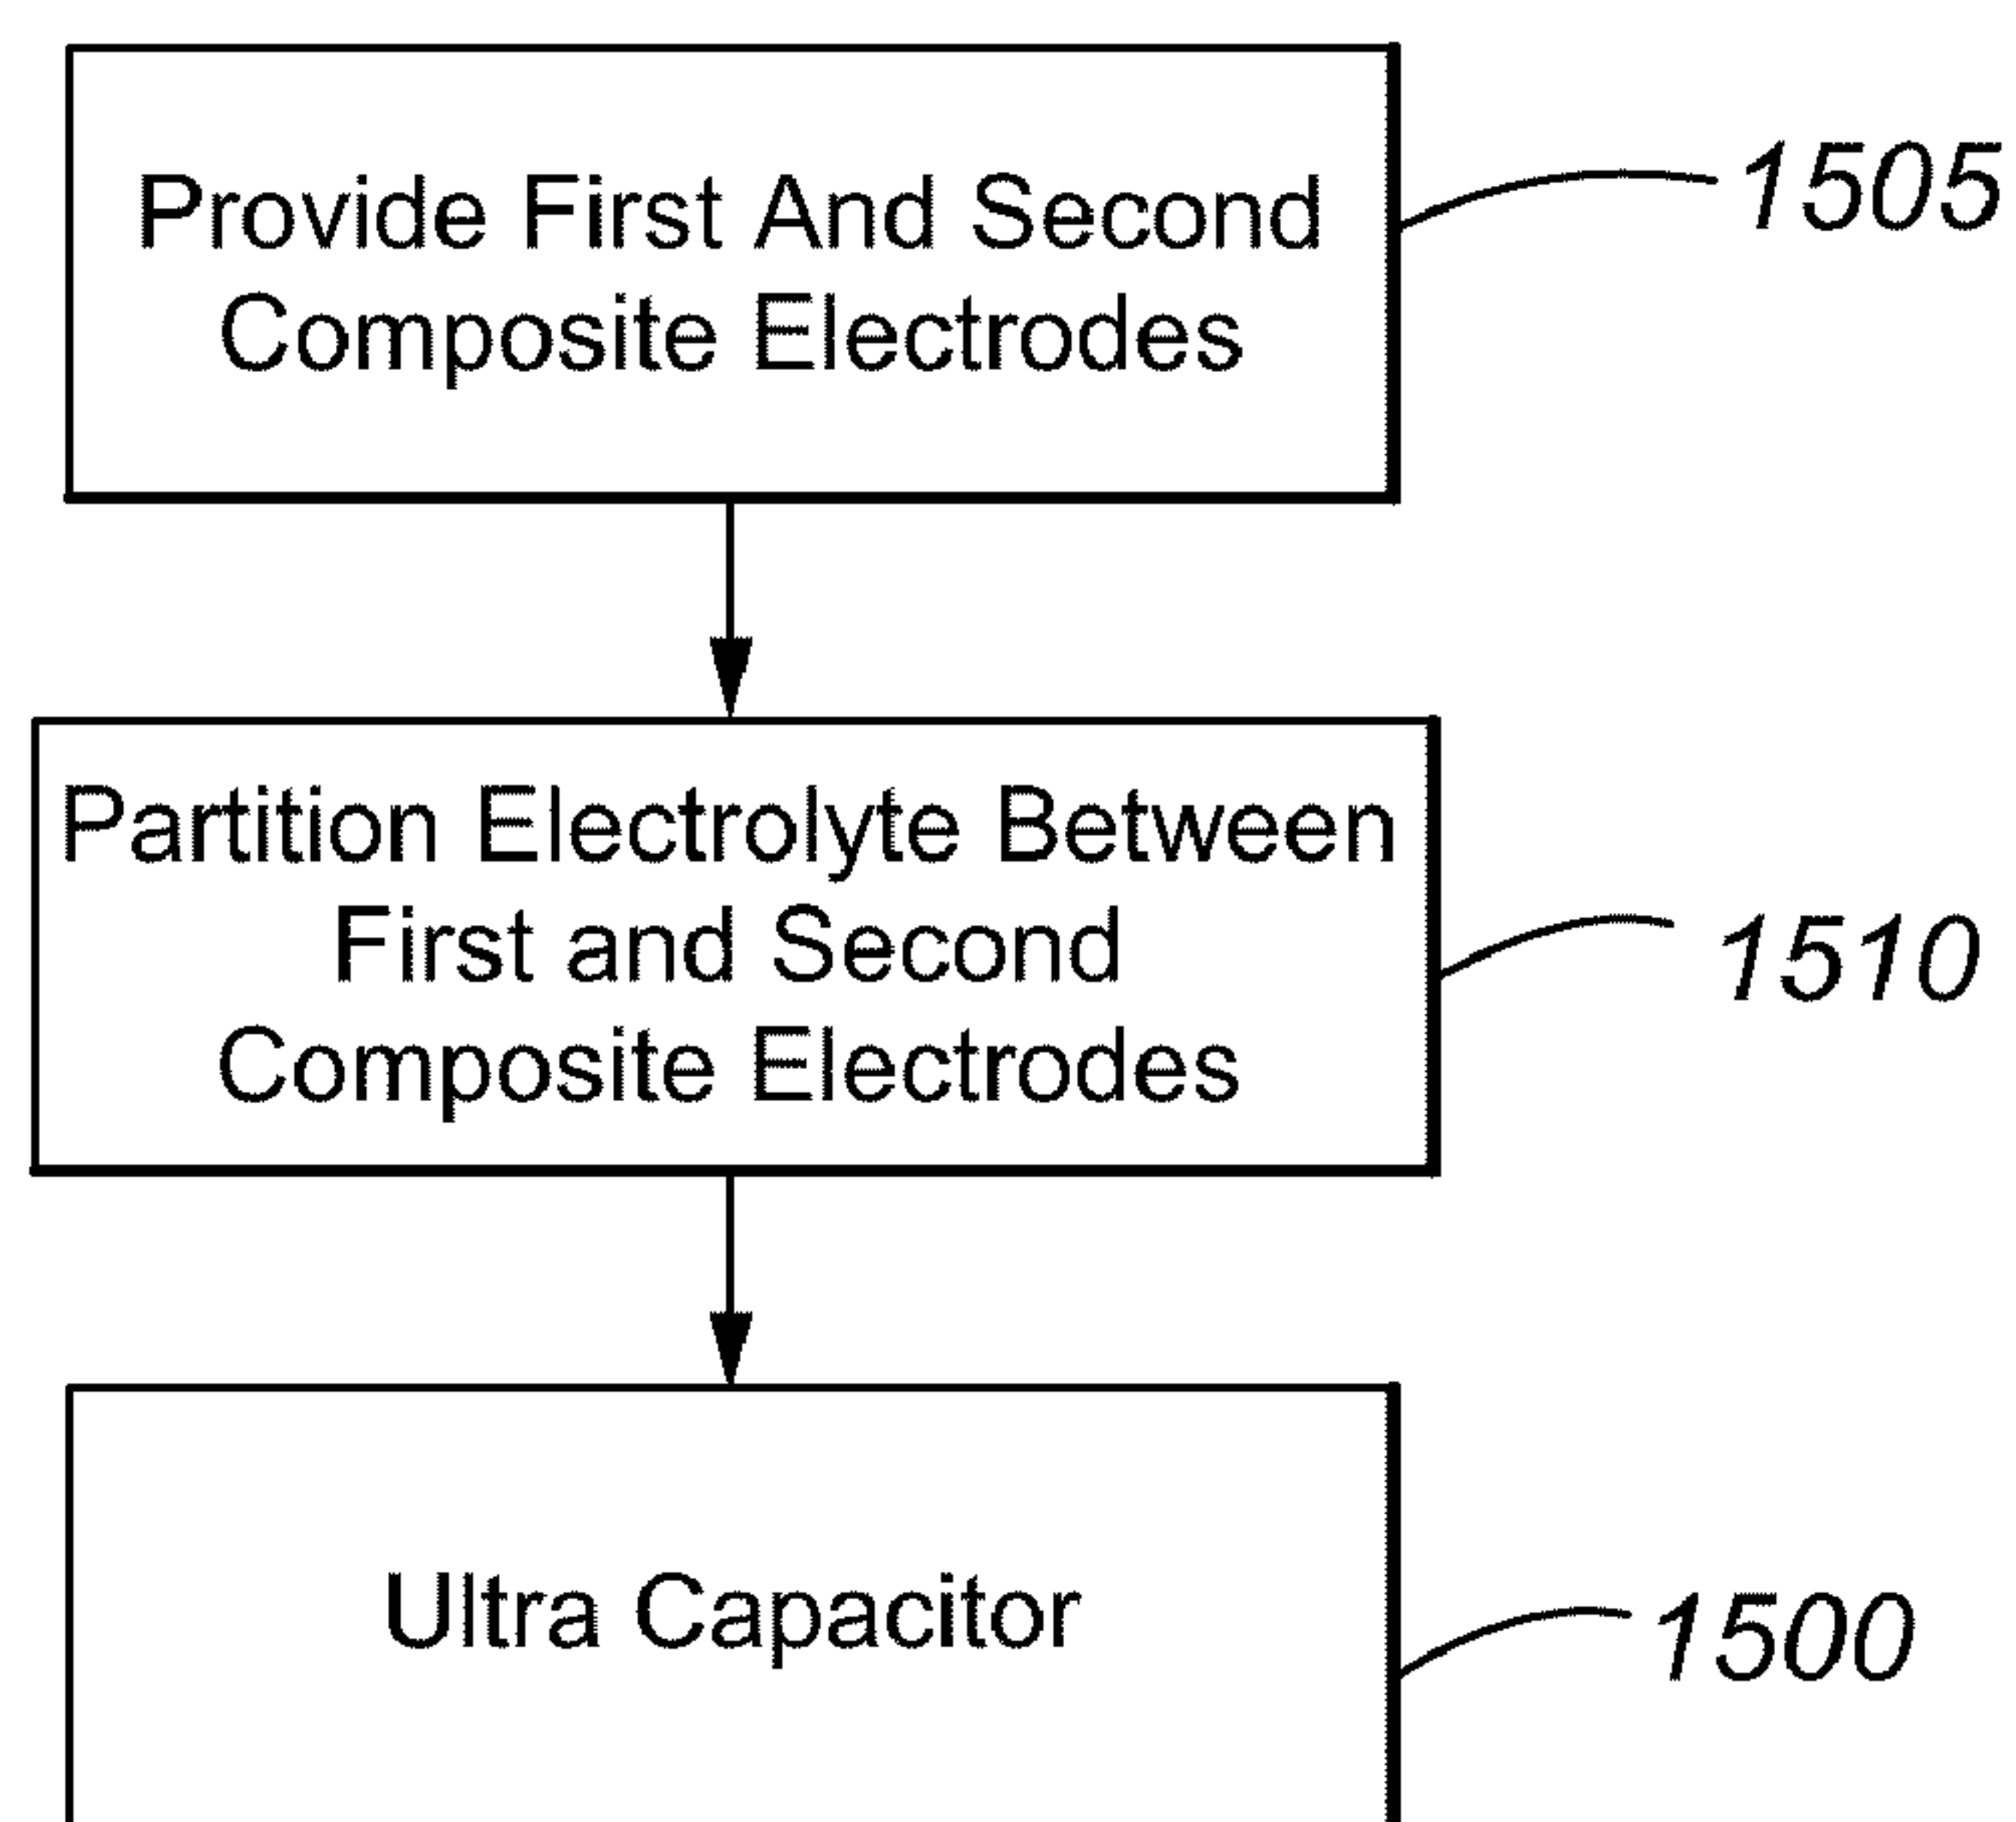 Provide First And Second
Composite Electrodes
1505
Partition Electrolyte Between
First and Second
Composite Electrodes
1510
Ultra Capacitor
1500